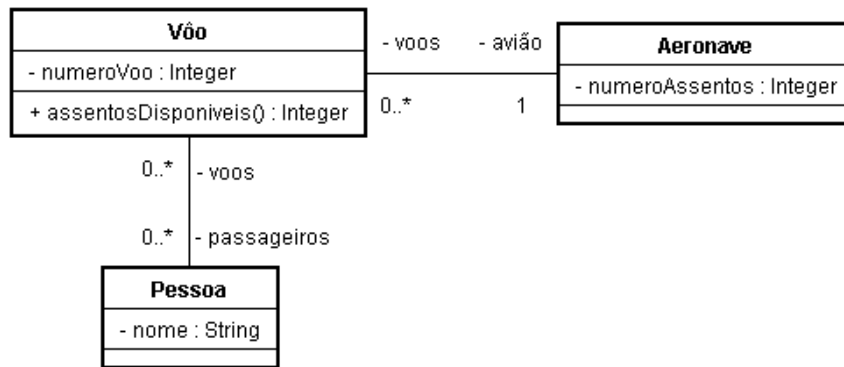 Vôo
- numeroVoo : Integer
+ assentosDisponiveis() : Integer
- voos - avião
0..* 1
Aeronave
- numeroAssentos : Integer
0..* - voos
0..* - passageiros
Pessoa
- nome : String